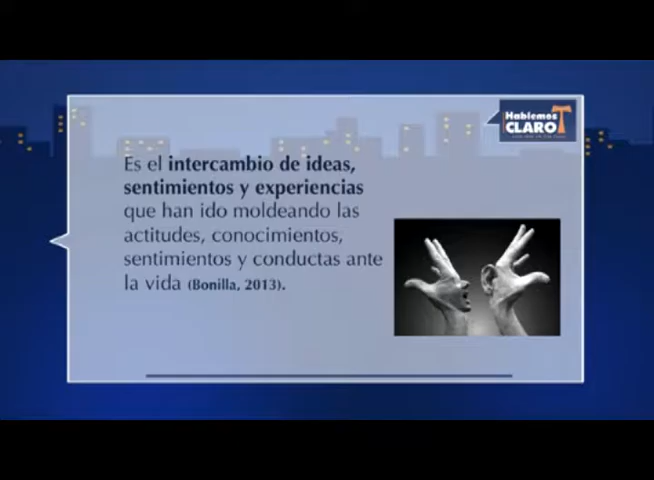 Hablemos
CLARO
Es el intercambio de ideas,
sentimientos y experiencias
que han ido moldeando las
actitudes, conocimientos,
sentimientos y conductas ante
la vida (Bonilla, 2013).